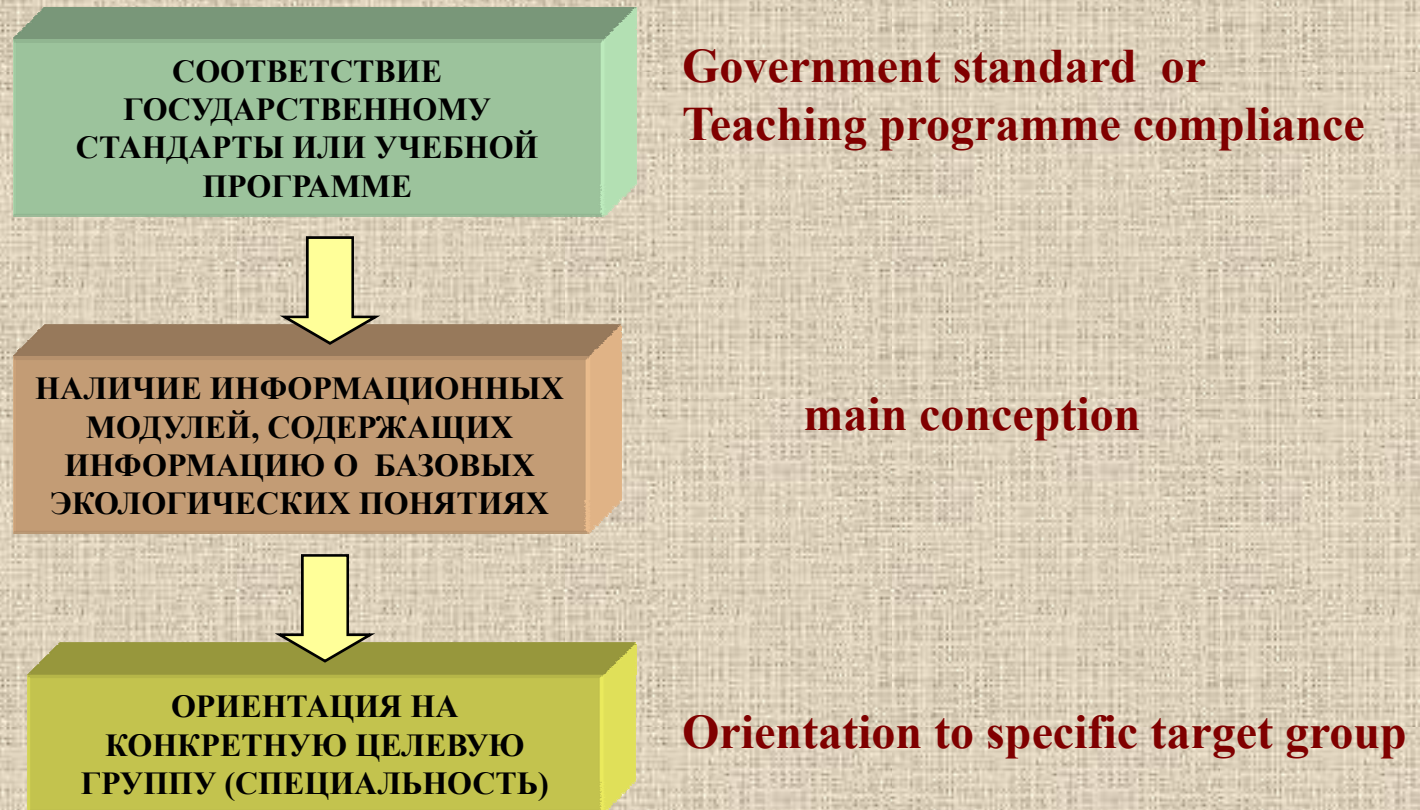 СООТВЕТСТВИЕ
ГОСУДАРСТВЕННОМУ
СТАНДАРТЫ ИЛИ УЧЕБНОЙ
ПРОГРАММЕ
Government standard or
Teaching programme compliance
НАЛИЧИЕ ИНФОРМАЦИОННЫХ
МОДУЛЕЙ, СОДЕРЖАЩИХ
ИНФОРМАЦИЮ О БАЗОВЫХ
ЭКОЛОГИЧЕСКИХ ПОНЯТИЯХ
main conception
ОРИЕНТАЦИЯ НА
КОНКРЕТНУЮ ЦЕЛЕВУЮ
ГРУППУ (СПЕЦИАЛЬНОСТЬ)
Orientation to specific target group